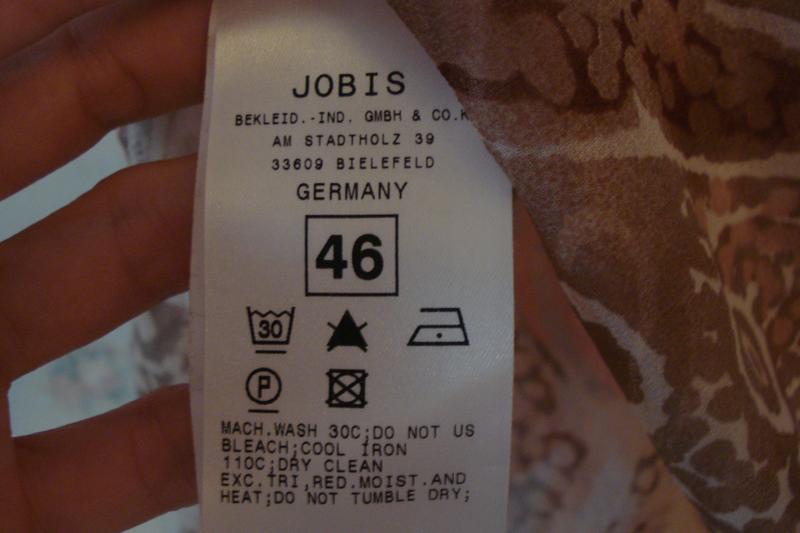 JOBIS
BEKLEID.-IND. GMBH & CO.K
AM STADTHOLZ 39
33609 BIELEFELD
GERMANY
46
30
P
MACH.WASH 30C;DO NOT US
BLEACH;COOL IRON
110C;DRY CLEAN
EXC.TRI,RED.MOIST.AND
HEAT;DO NOT TUMBLE DRY;